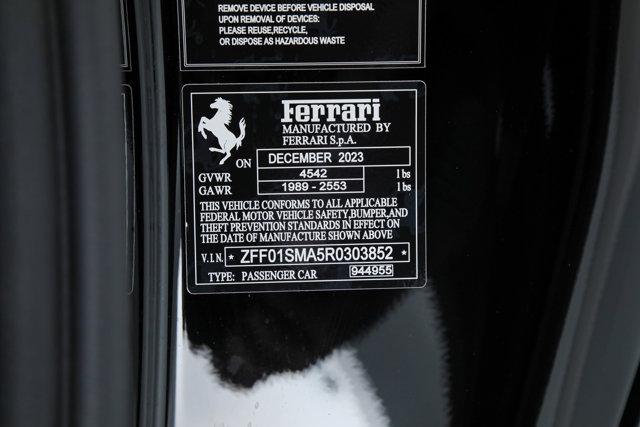 REMOVE DEVICE BEFORE VEHICLE DISPOSAL
UPON REMOVAL OF DEVICES:
PLEASE REUSE,RECYCLE,
OR DISPOSE AS HAZARDOUS WASTE
Ferrari
MANUFACTURED BY
FERRARI S.p.A.
ON DECEMBER 2023
GVWR 4542 lbs
GAWR 1989 - 2553 lbs
THIS VEHICLE CONFORMS TO ALL APPLICABLE
FEDERAL MOTOR VEHICLE SAFETY,BUMPER,AND
THEFT PREVENTION STANDARDS IN EFFECT ON
THE DATE OF MANUFACTURE SHOWN ABOVE
V.I.N. * ZFF01SMA5R0303852 *
TYPE: PASSENGER CAR 944955